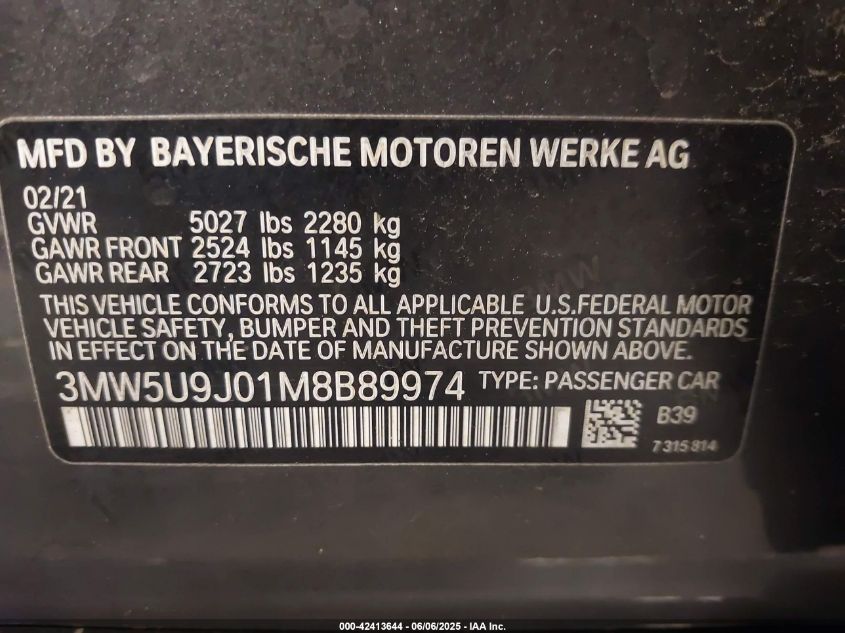 MFD BY BAYERISCHE MOTOREN WERKE AG
02/21
GVWR 5027 lbs 2280 kg
GAWR FRONT 2524 lbs 1145 kg
GAWR REAR 2723 lbs 1235 kg
THIS VEHICLE CONFORMS TO ALL APPLICABLE U.S.FEDERAL MOTOR
VEHICLE SAFETY, BUMPER AND THEFT PREVENTION STANDARDS
IN EFFECT ON THE DATE OF MANUFACTURE SHOWN ABOVE.
3MW5U9J01M8B89974 TYPE: PASSENGER CAR
B39
7315814
000-42413644 - 06/06/2025 - IAA Inc.